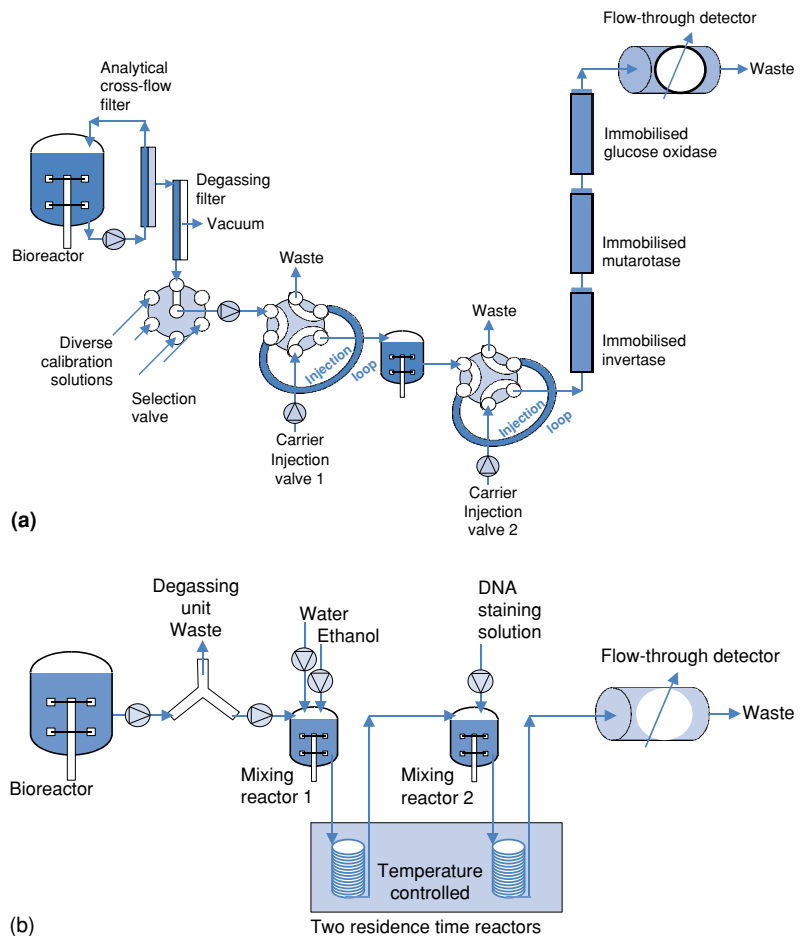 Flow-through detector
Waste
Analytical
cross-flow
filter
Immobilised
glucose oxidase
Degassing
filter
Vacuum
Bioreactor
Waste
Immobilised
mutarotase
Waste
Diverse
calibration
solutions
Selection
valve
Injection
loop
Immobilised
invertase
Injection
loop
Carrier
Injection
valve 1
Carrier
Injection
valve 2
(a)
Degassing
unit
Waste
Water
Ethanol
DNA
staining
solution
Flow-through detector
Waste
Bioreactor
Mixing
reactor 1
Mixing
reactor 2
Temperature
controlled
Two residence time reactors
(b)